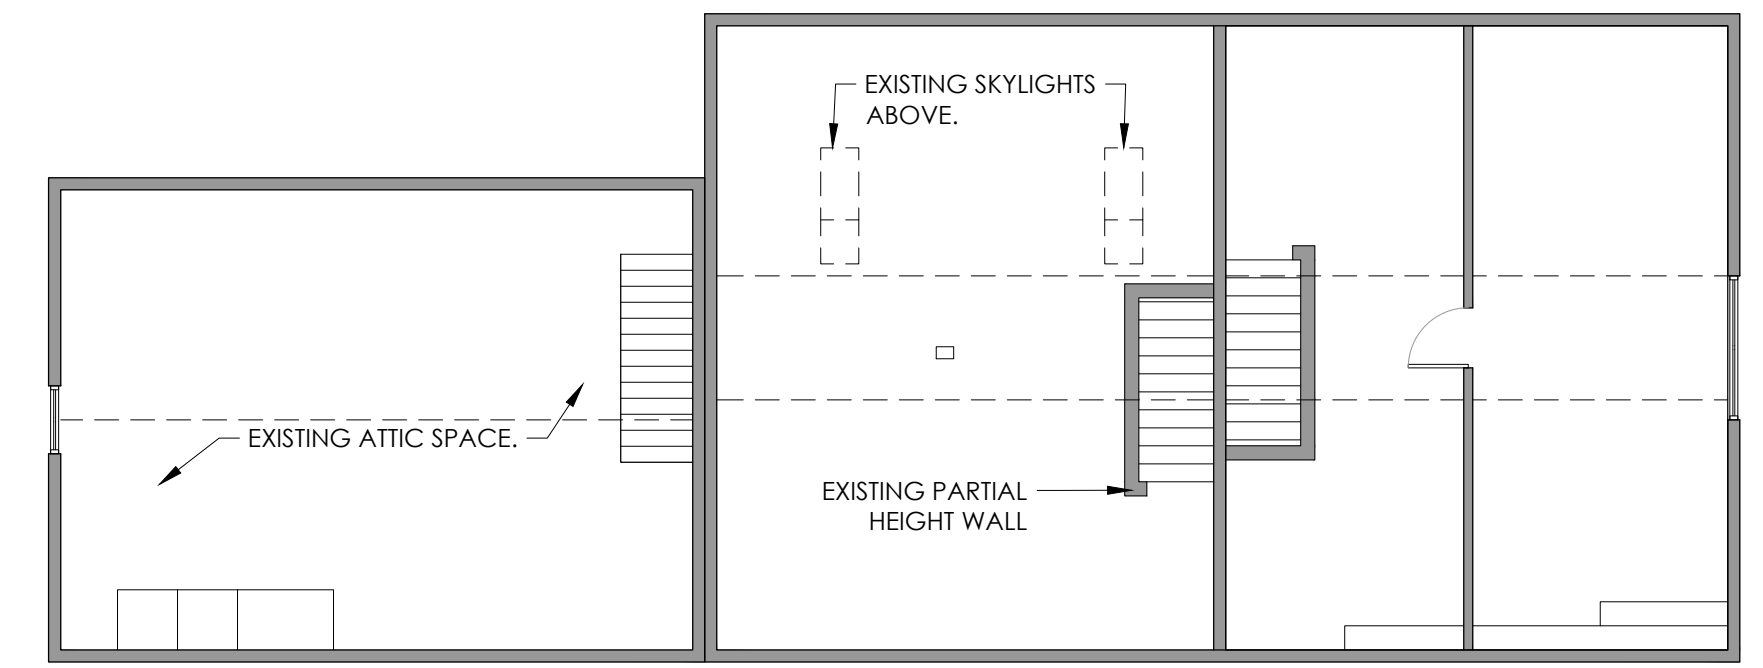 EXISTING SKYLIGHTS
ABOVE.
EXISTING ATTIC SPACE.
EXISTING PARTIAL
HEIGHT WALL